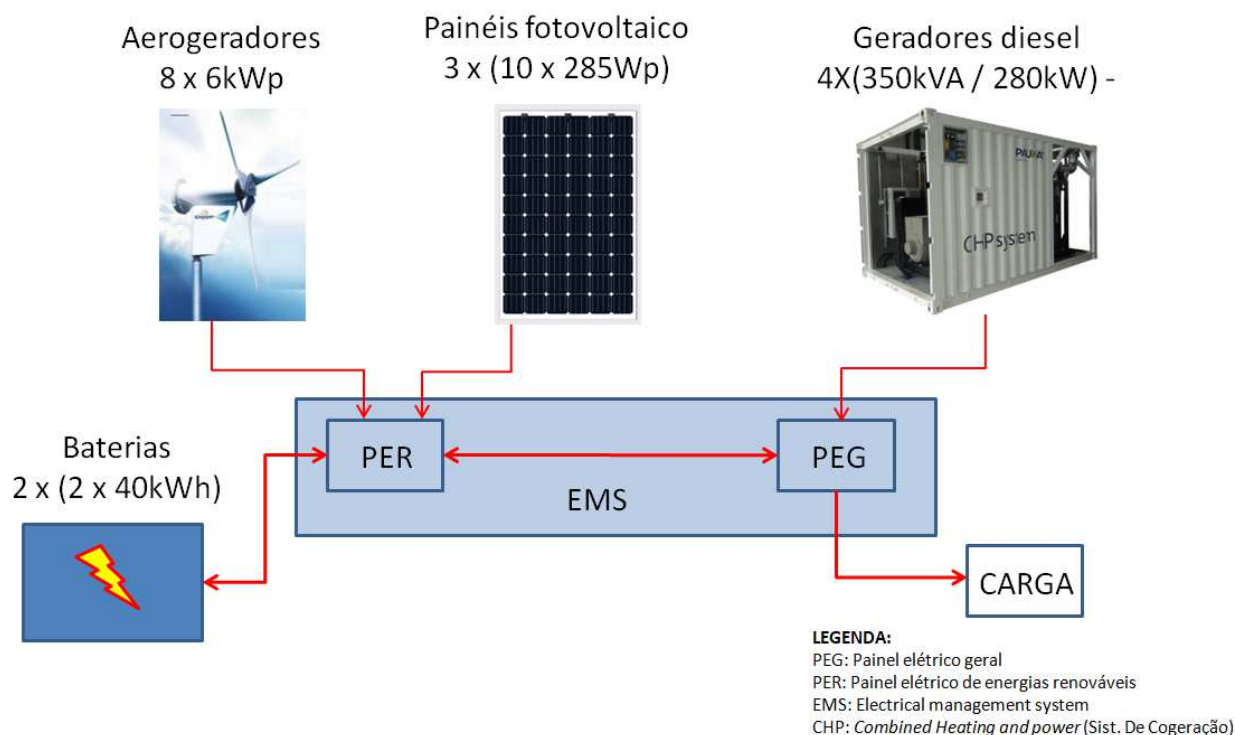 Aerogeradores
8 x 6kWp
Painéis fotovoltaico
3 x (10 x 285Wp)
Geradores diesel
4X(350kVA / 280kW) -
CHP system
PER
PEG
EMS
Baterias
2 x (2 x 40kWh)
CARGA
LEGENDA:
PEG: Painel elétrico geral
PER: Painel elétrico de energias renováveis
EMS: Electrical management system
CHP: Combined Heating and power (Sist. De Cogeração)